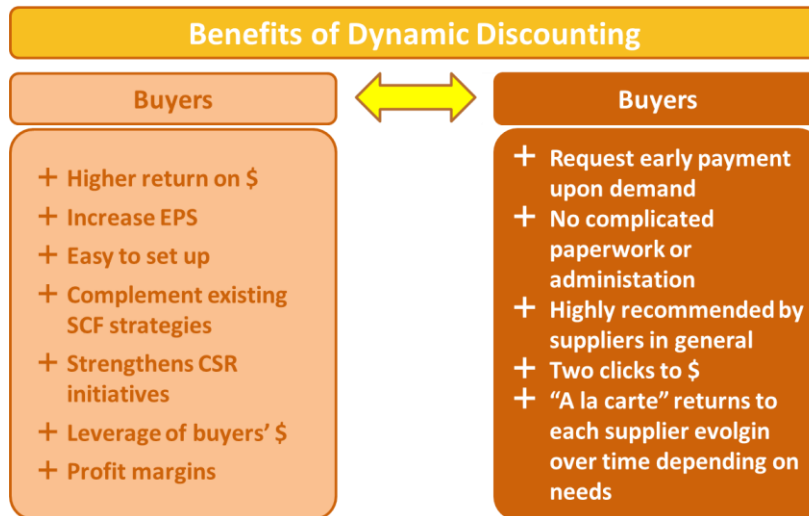 Benefits of Dynamic Discounting
Buyers
+ Higher return on $
+ Increase EPS
+ Easy to set up
+ Complement existing
SCF strategies
+ Strengthens CSR
initiatives
+ Leverage of buyers’ $
+ Profit margins
Buyers
+ Request early payment
upon demand
+ No complicated
paperwork or
administation
+ Highly recommended by
suppliers in general
+ Two clicks to $
+ “A la carte” returns to
each supplier evolgin
over time depending on
needs